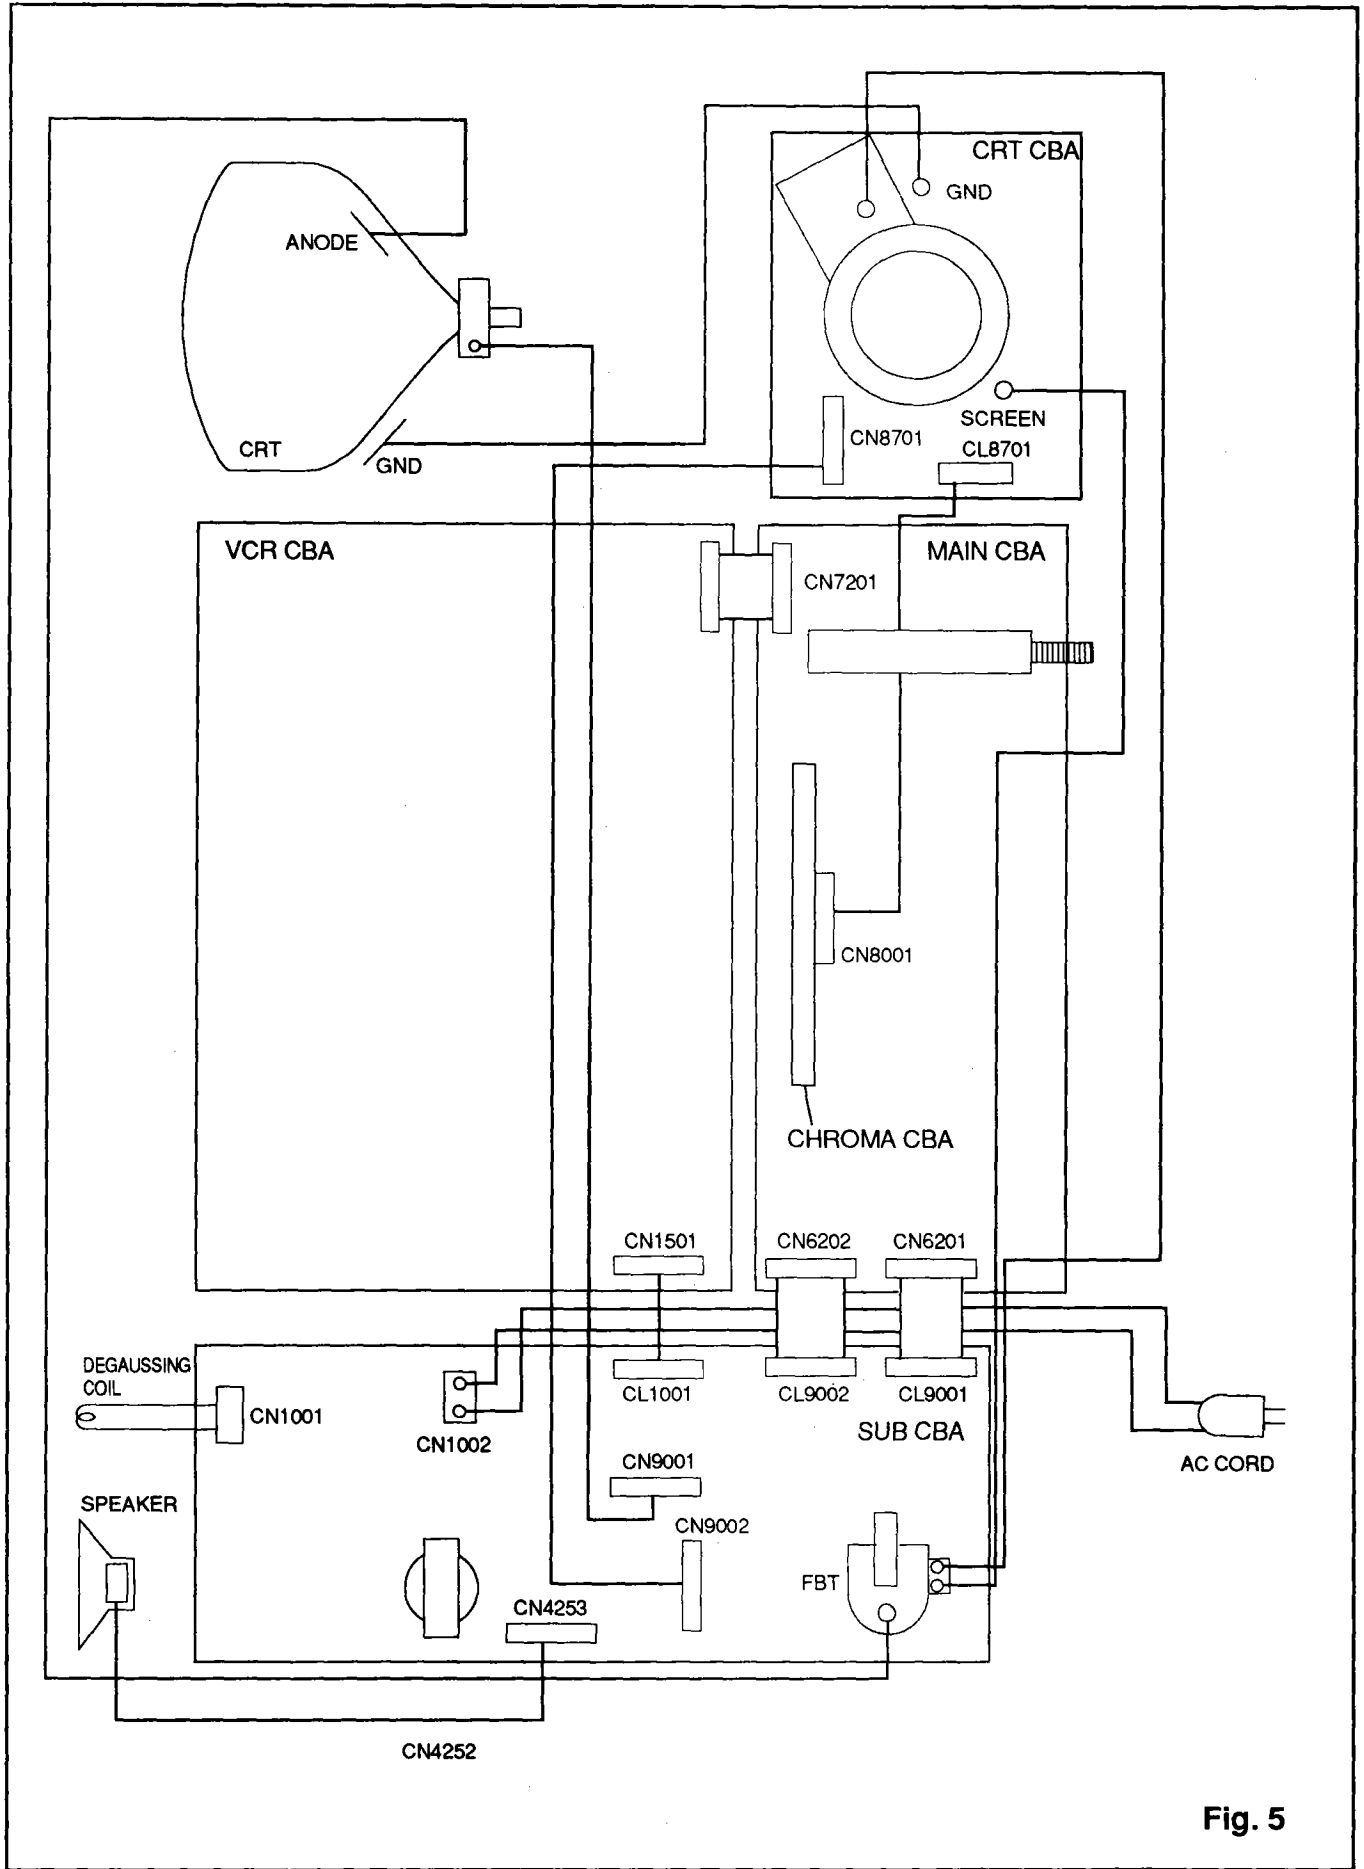 CRT CBA
GND
ANODE
SCREEN
CN8701
CL8701
CRT
GND
VCR CBA
MAIN CBA
CN7201
CN8001
CHROMA CBA
CN1501
CN6202
CN6201
DEGAUSSING
COIL
CN1001
CN1002
CL1001
CL9002
CL9001
SUB CBA
AC CORD
CN9001
SPEAKER
CN9002
FBT
CN4253
CN4252
Fig. 5